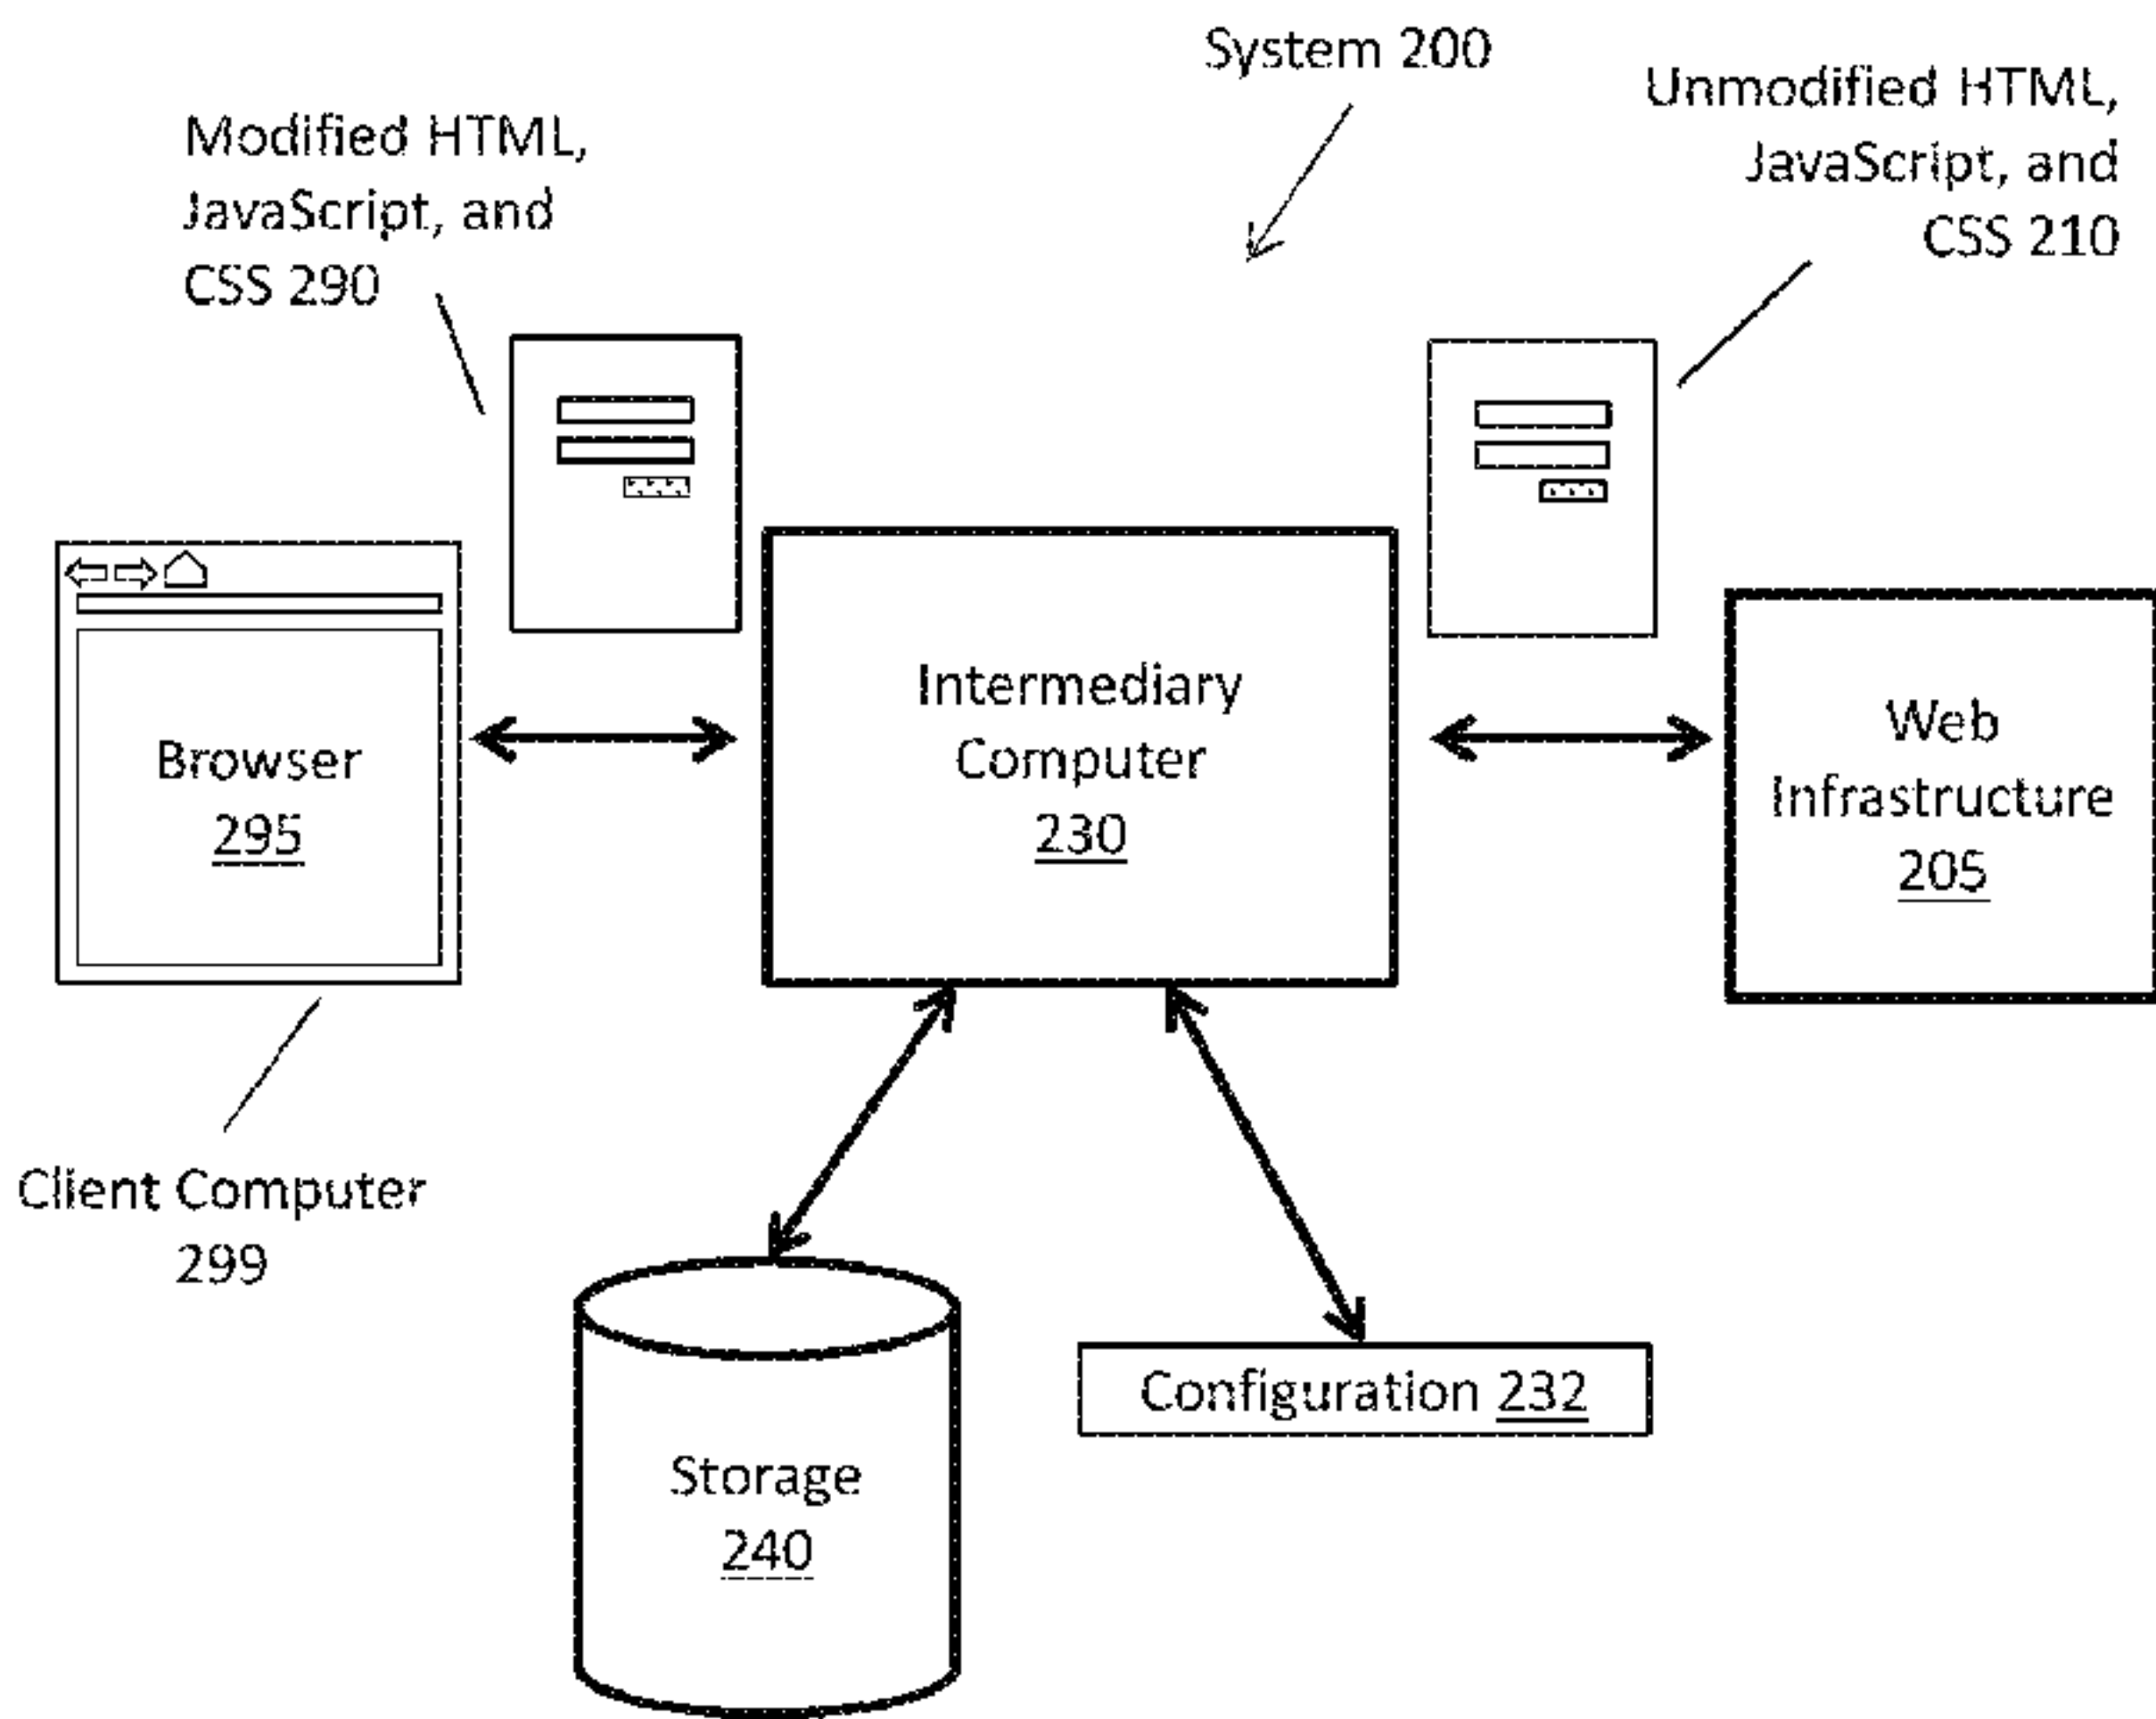 System 200
Unmodified HTML,
JavaScript, and
CSS 210
Modified HTML,
JavaScript, and
CSS 290
Browser
295
Intermediary
Computer
230
Web
Infrastructure
205
Client Computer
299
Storage
240
Configuration 232